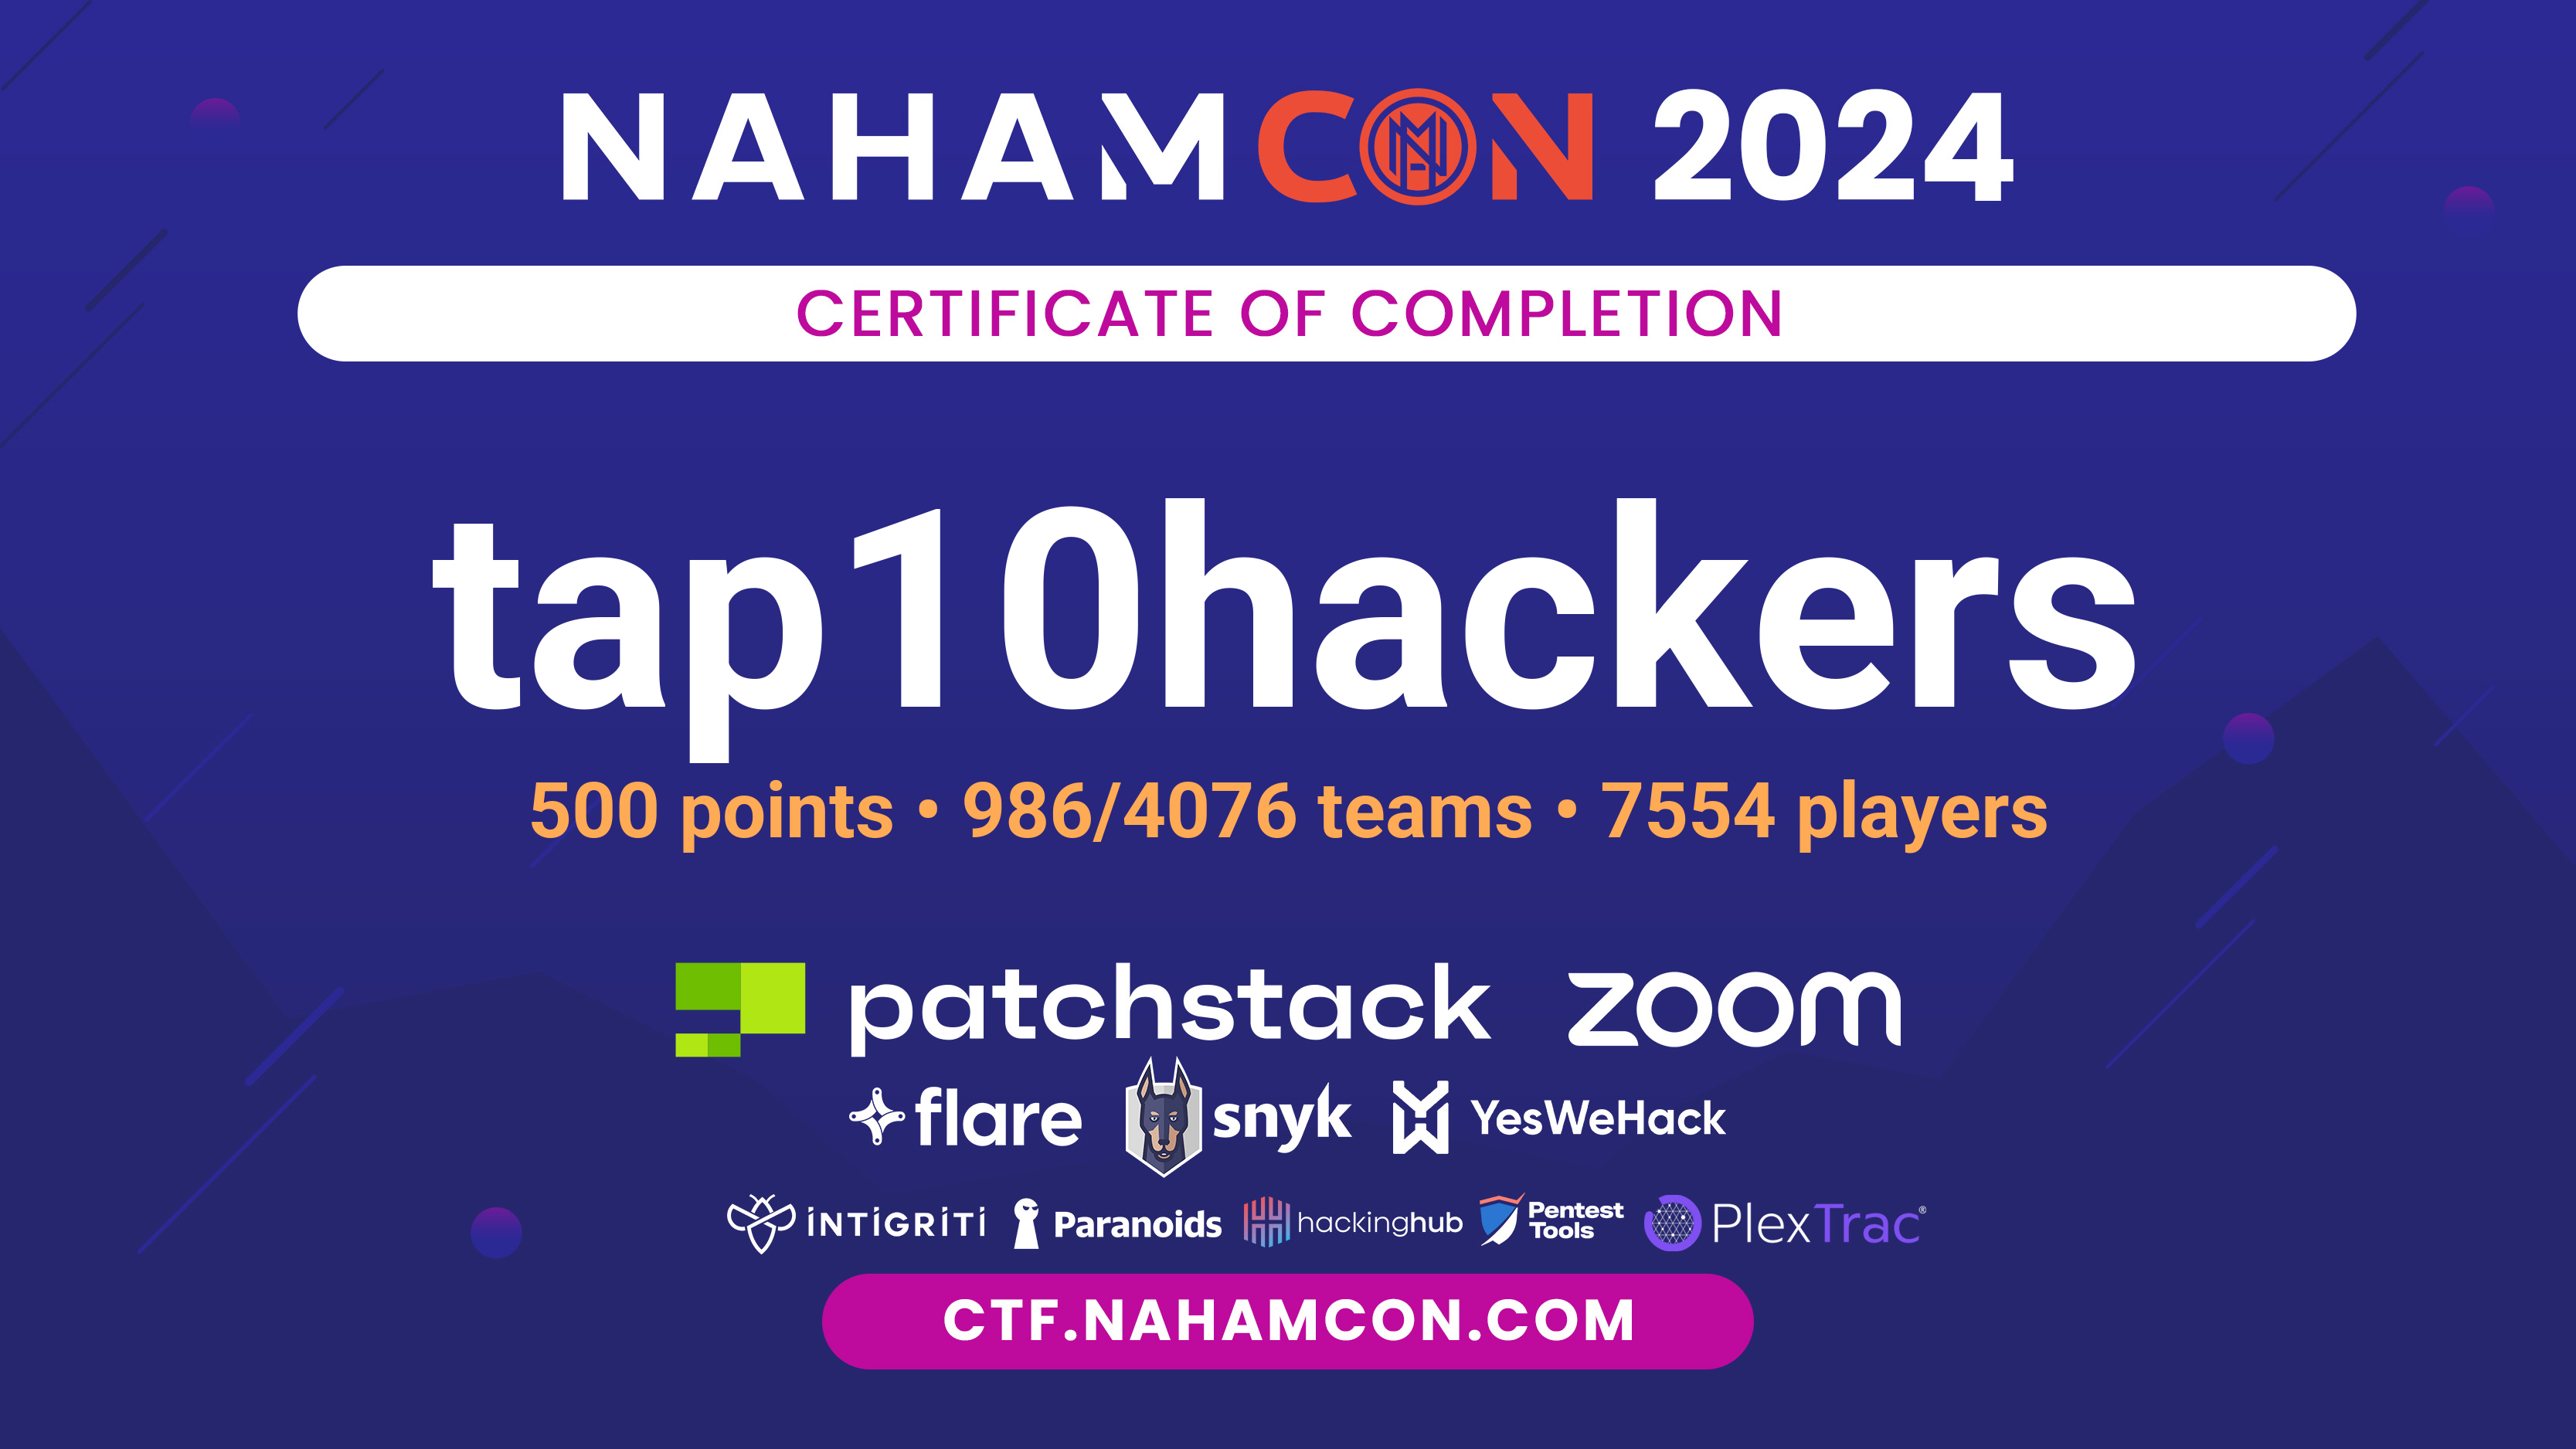 NAHAMCON 2024
CERTIFICATE OF COMPLETION
tap10hackers
500 points • 986/4076 teams • 7554 players
patchstack zoom
flare snyk YesWeHack
INTIGRITI Paranoids hackinghub Pentest Tools PlexTrac®
CTF.NAHAMCON.COM